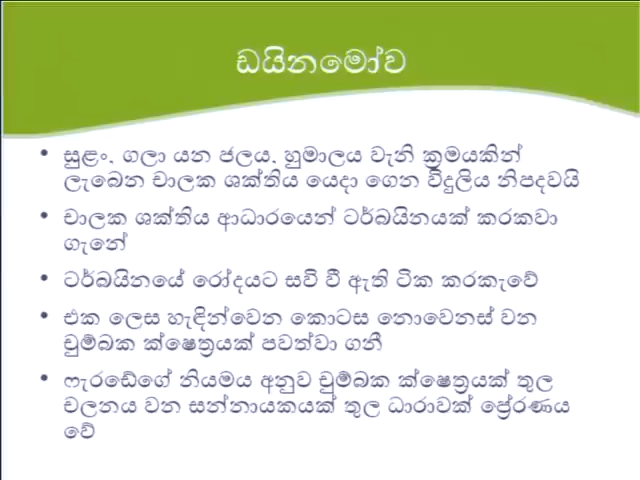 ඩයිනමෝව
• සුළං, ගලා යන ජලය, හුමාලය වැනි ක්‍රමයකින්
ලැබෙන චාලක ශක්තිය යෙදා ගෙන විදුලිය නිපදවයි
• චාලක ශක්තිය ආධාරයෙන් ටර්බයිනයක් කරකවා
ගැනේ
• ටර්බයිනයේ රෝදයට සවි වී ඇති ටික කරකැවේ
• එක ලෙස හැඳින්වෙන කොටස නොවෙනස් වන
චුම්බක ක්ෂෙත්‍රයක් පවත්වා ගනී
• ෆැරඩේගේ නියමය අනුව චුම්බක ක්ෂෙත්‍රයක් තුල
චලනය වන සන්නායකයක් තුල ධාරාවක් ප්‍රේරණය
වේ